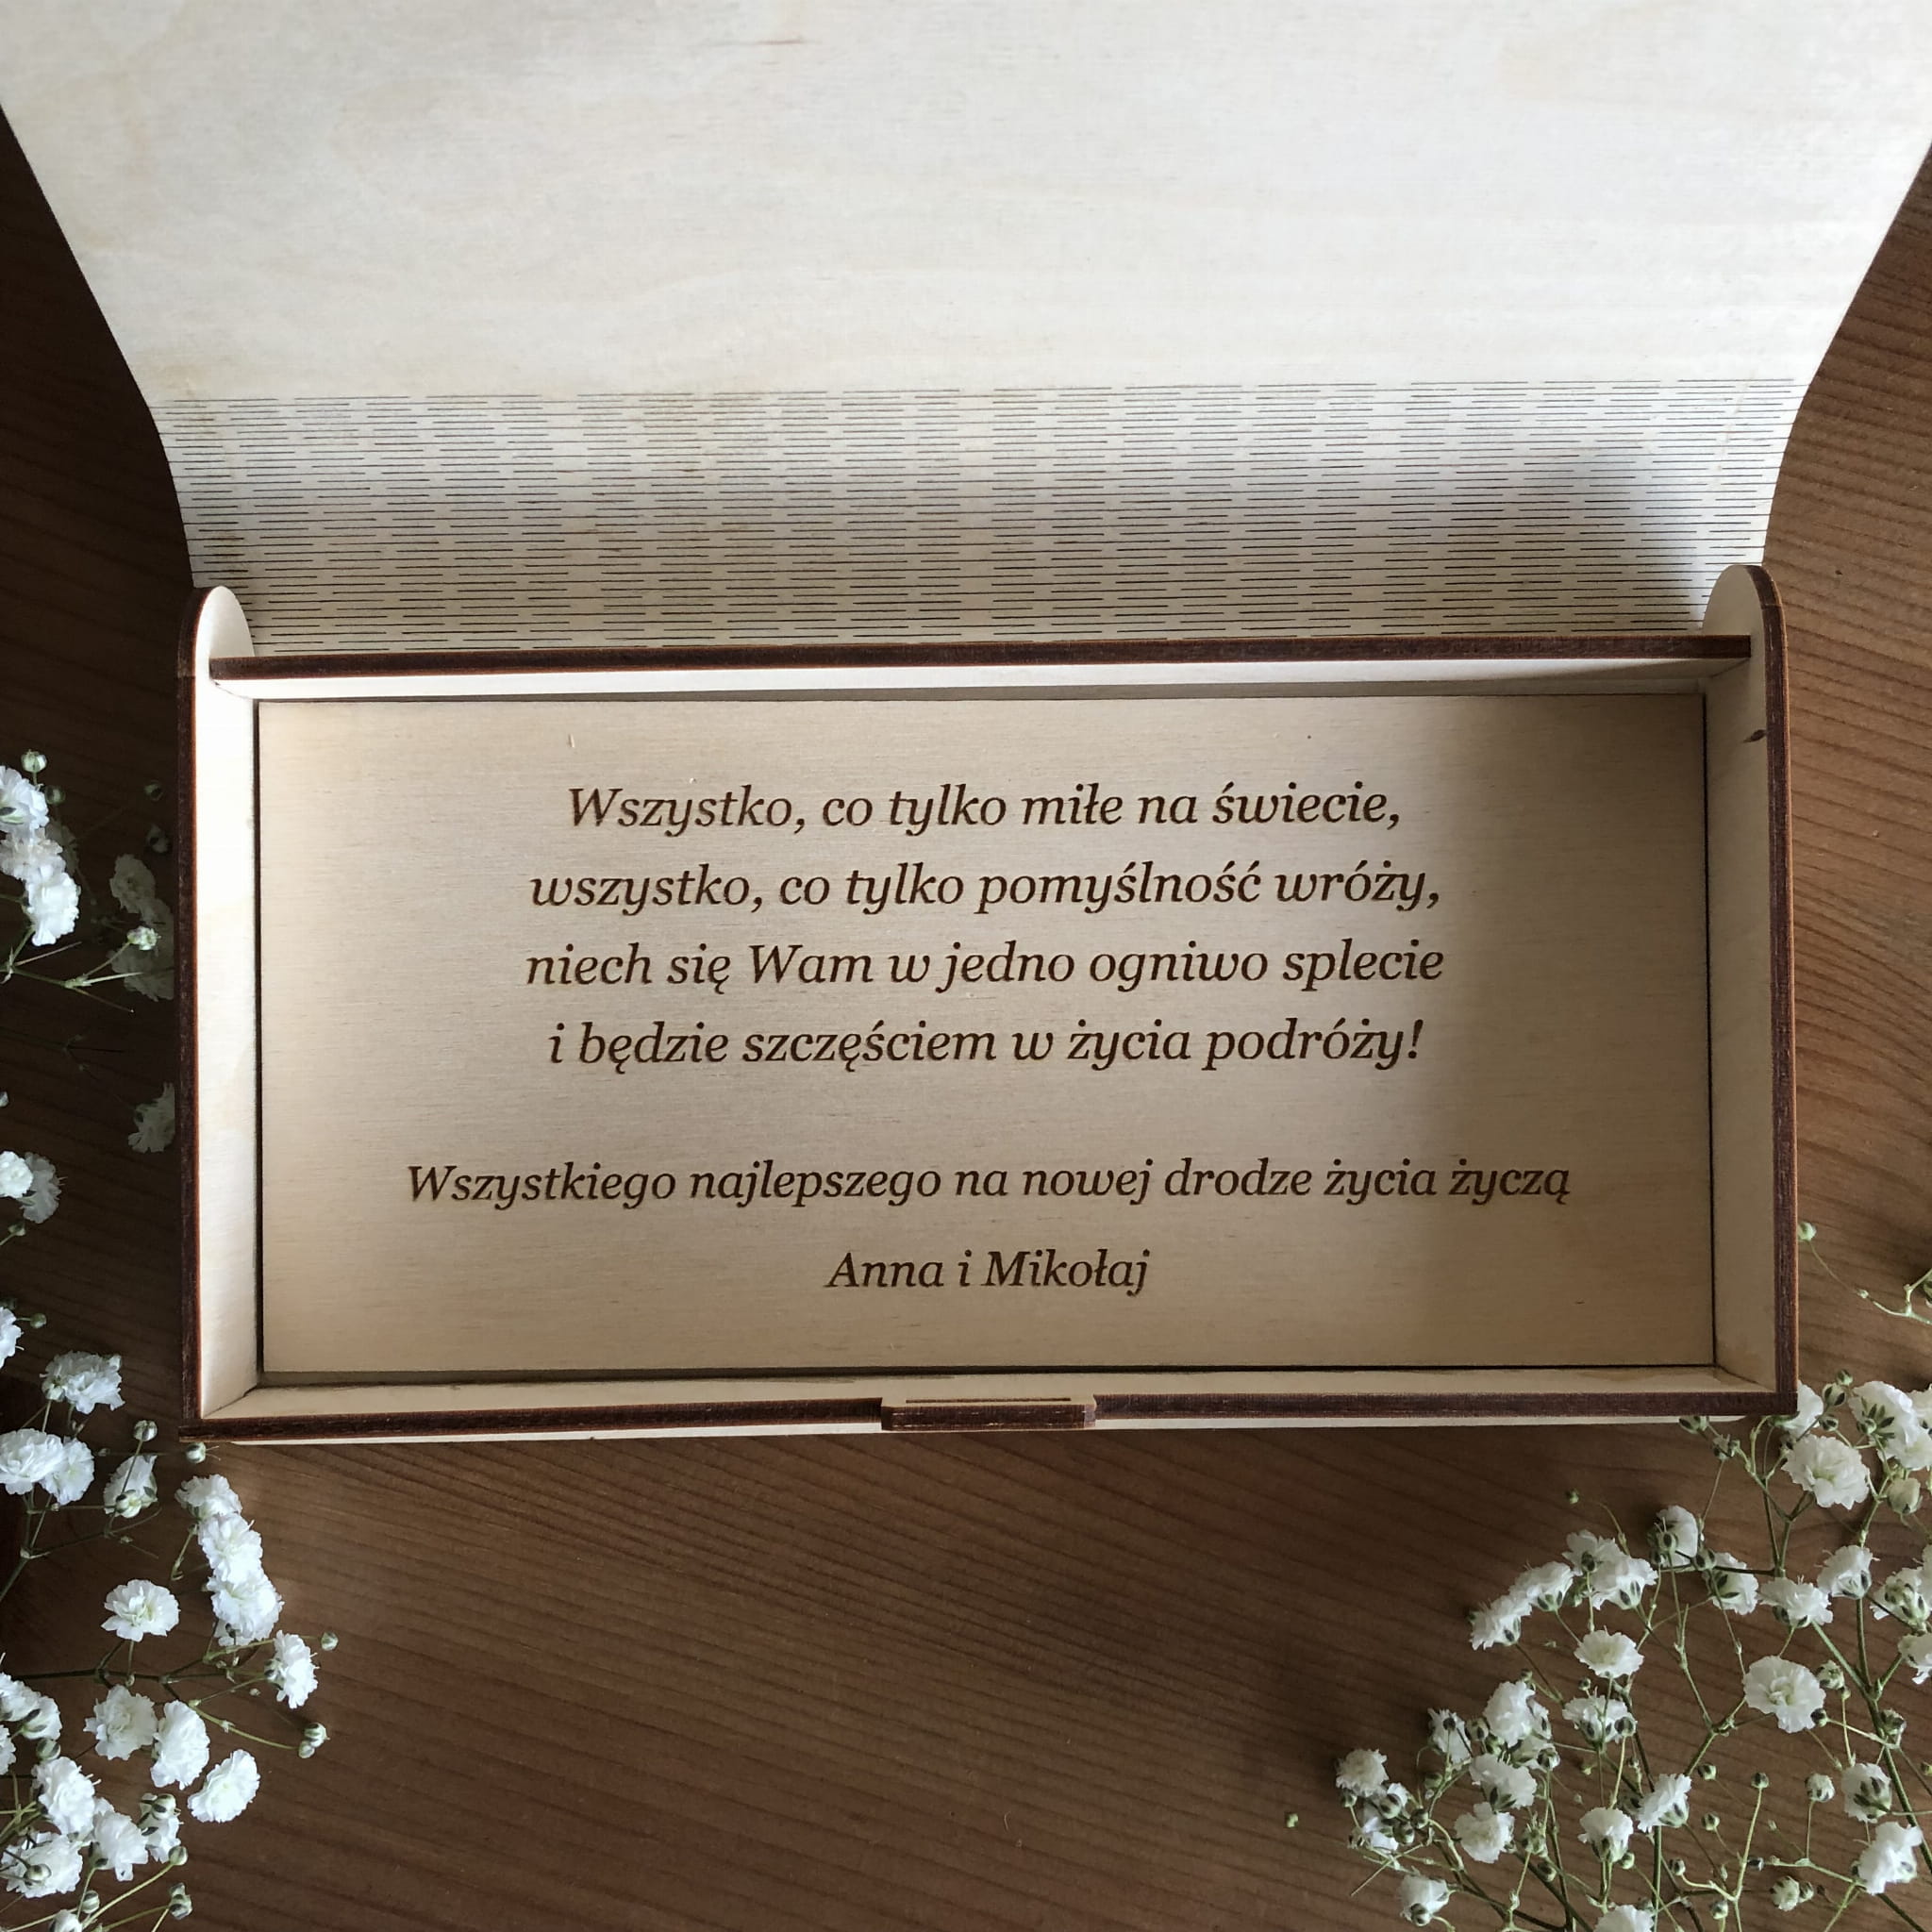 Wszystko, co tylko miłe na świecie,
wszystko, co tylko pomyślność wróży,
niech się Wam w jedno ogniwo splecie
i będzie szczęściem w życia podróży!
Wszystkiego najlepszego na nowej drodze życia życzą
Anna i Mikołaj